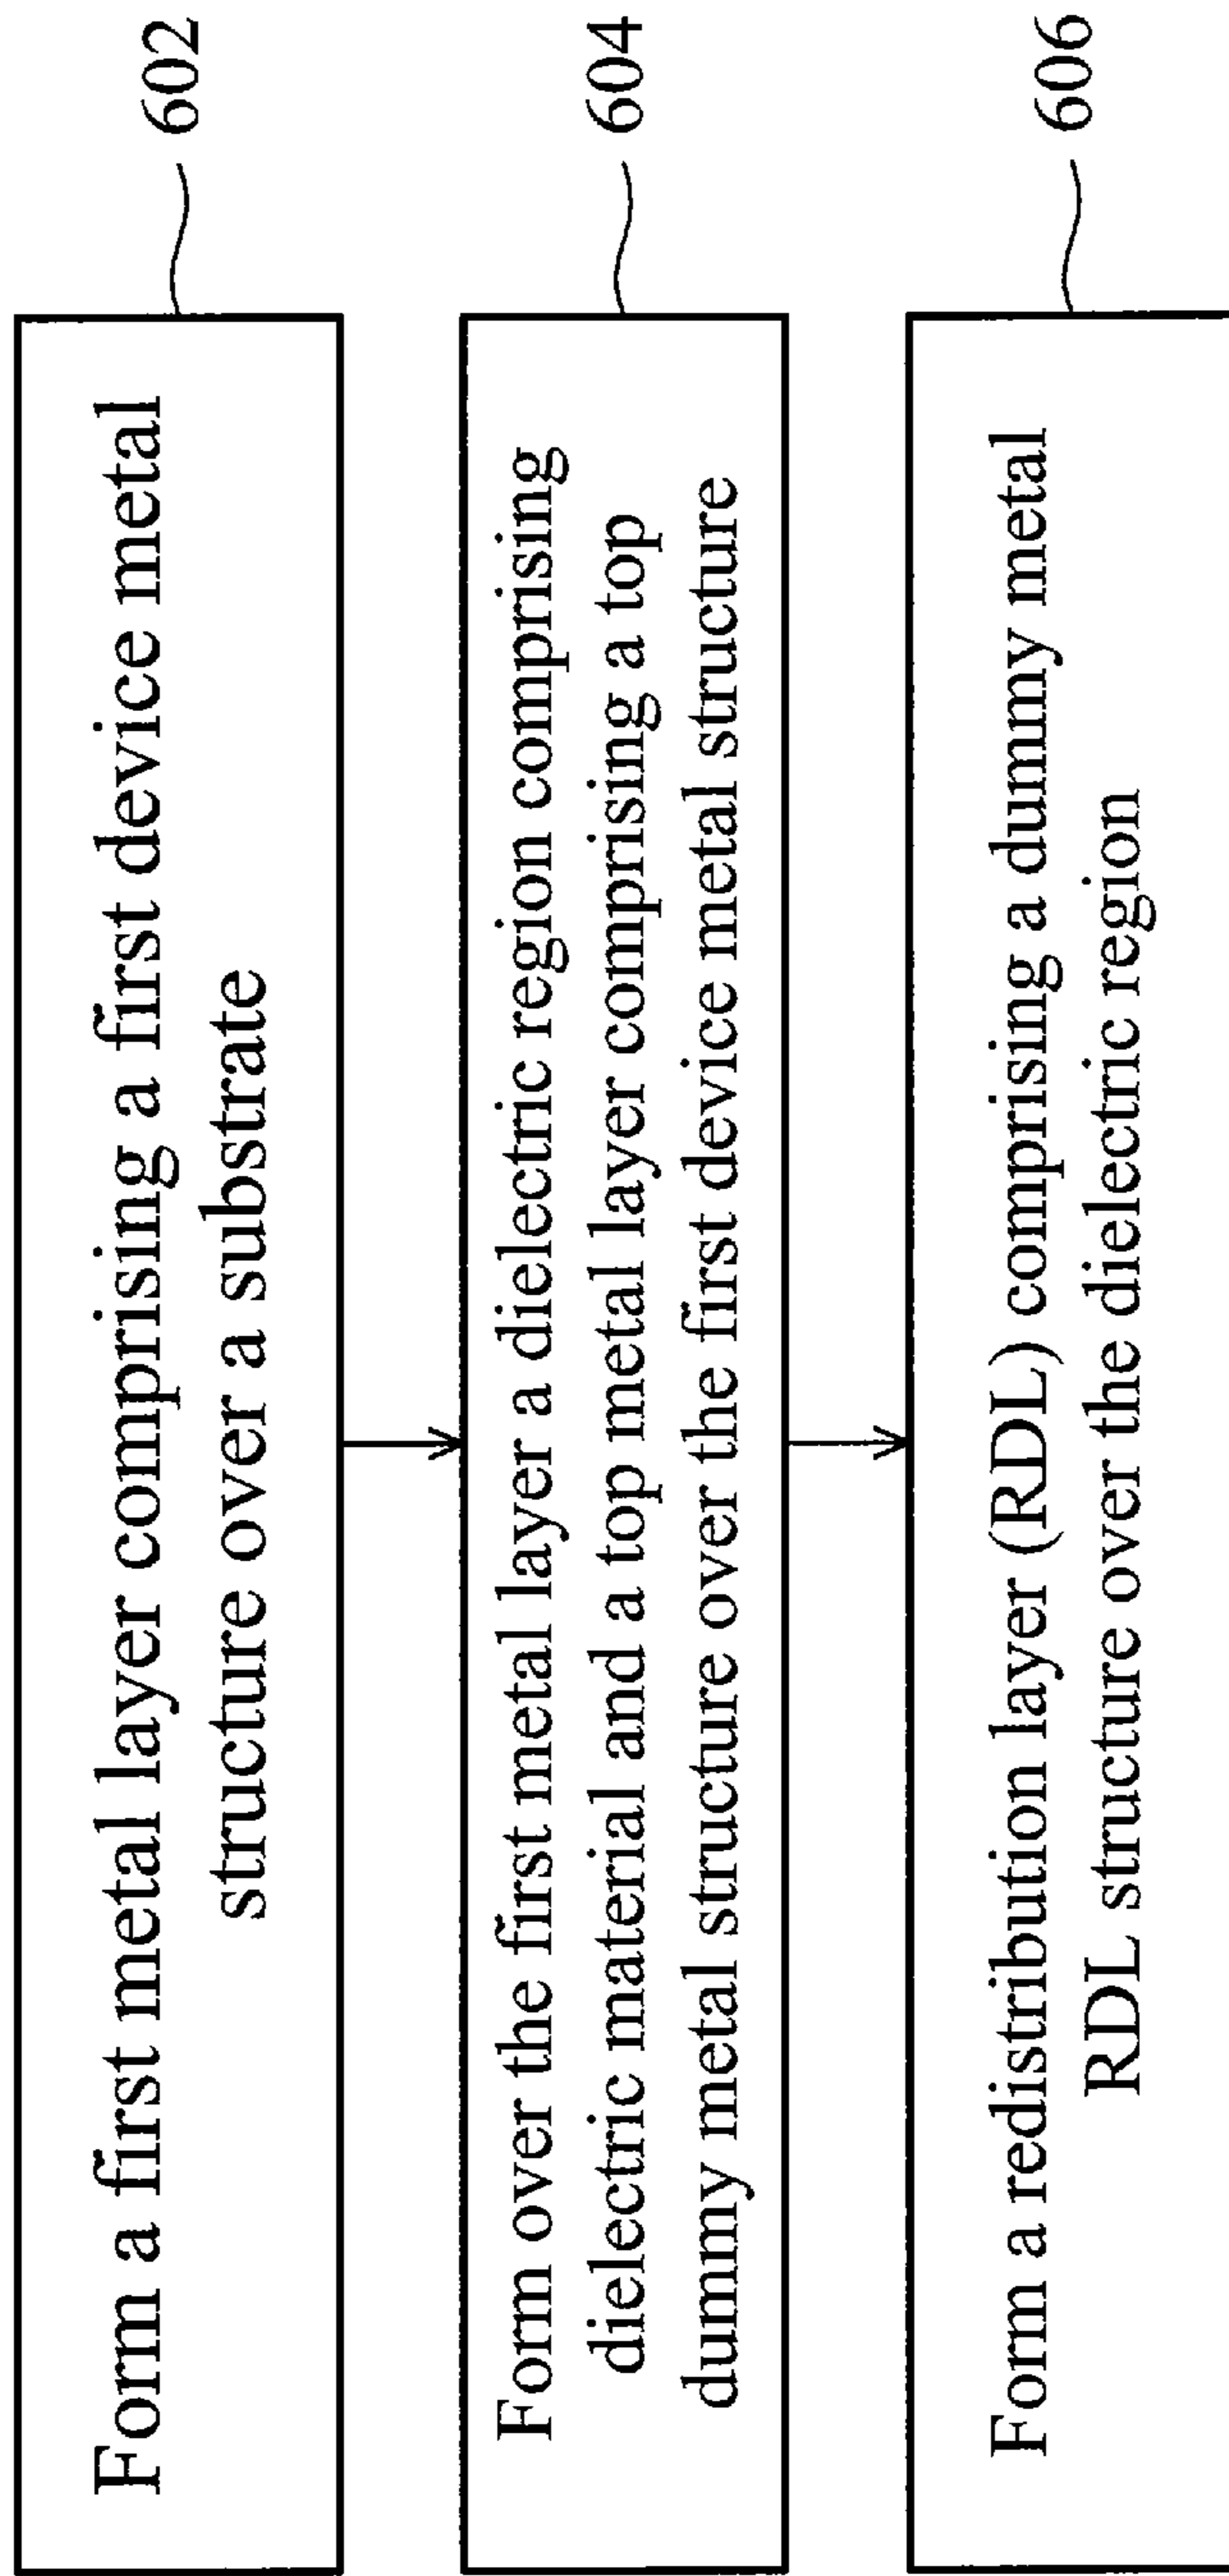 Form a first metal layer comprising a first device metal
structure over a substrate
602
Form over the first metal layer a dielectric region comprising
dielectric material and a top metal layer comprising a top
dummy metal structure over the first device metal structure
604
Form a redistribution layer (RDL) comprising a dummy metal
RDL structure over the dielectric region
606